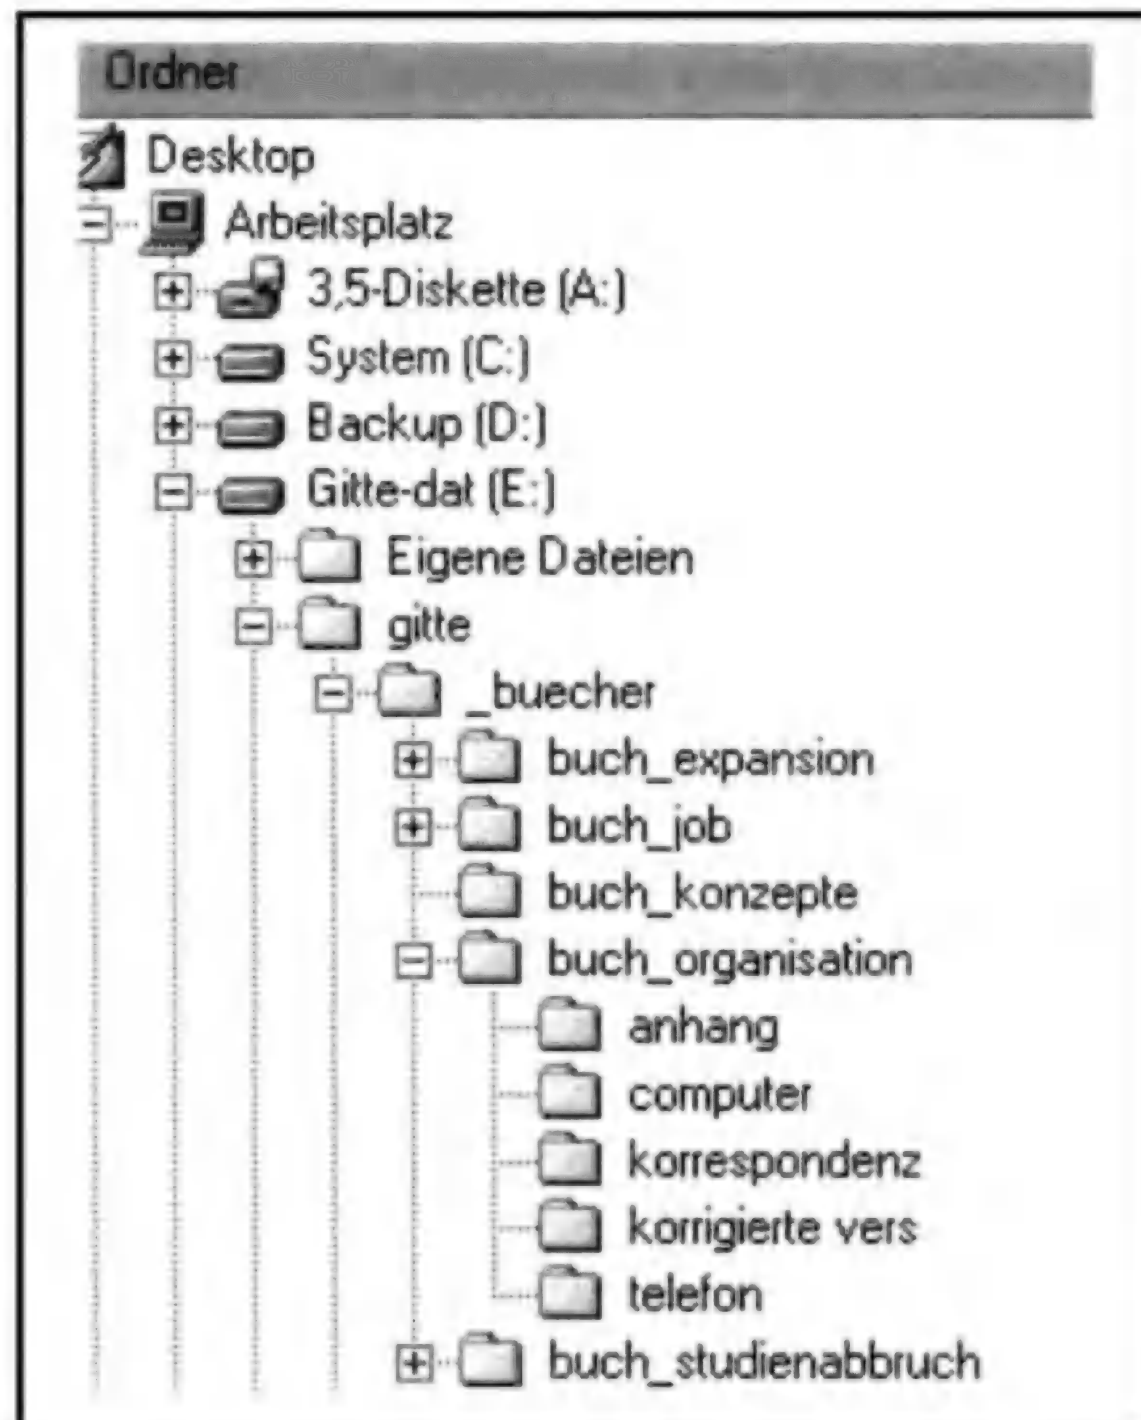 Ordner
Desktop
Arbeitsplatz
3,5-Diskette (A:)
System (C:)
Backup (D:)
Gitte-dat (E:)
Eigene Dateien
gitte
_buecher
buch_expansion
buch_job
buch_konzepte
buch_organisation
anhang
computer
korrespondenz
korrigierte vers
telefon
buch_studienabbruch